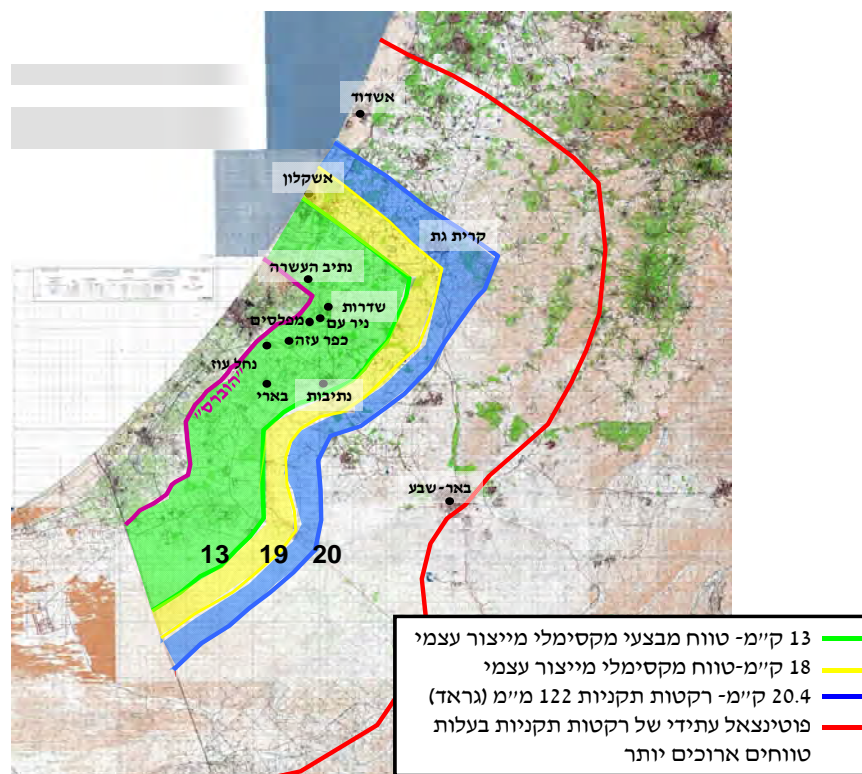 אשדוד
אשקלון
קרית גת
נתיב העשרה
שדרות
ניר עם
מפלסים
כפר עזה
נחל עוז
"הוברס"
בארי
נתיבות
באר-שבע
13 19 20
13 ק"מ- טווח מבצעי מקסימלי מייצור עצמי
18 ק"מ-טווח מקסימלי מייצור עצמי
20.4 ק"מ- רקטות תקניות 122 מ"מ (גראד)
פוטינצאל עתידי של רקטות תקניות בעלות
טווחים ארוכים יותר